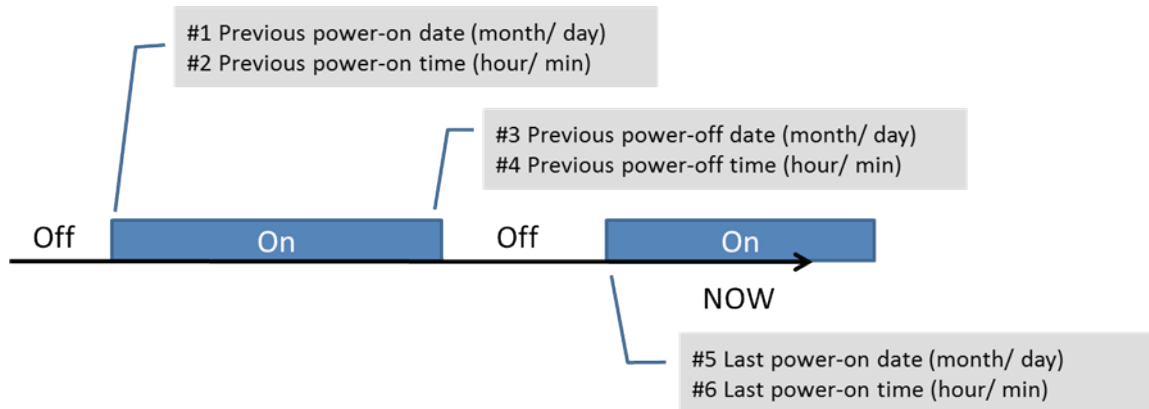 #1 Previous power-on date (month/ day)
#2 Previous power-on time (hour/ min)
#3 Previous power-off date (month/ day)
#4 Previous power-off time (hour/ min)
Off
On
Off
On
NOW
#5 Last power-on date (month/ day)
#6 Last power-on time (hour/ min)